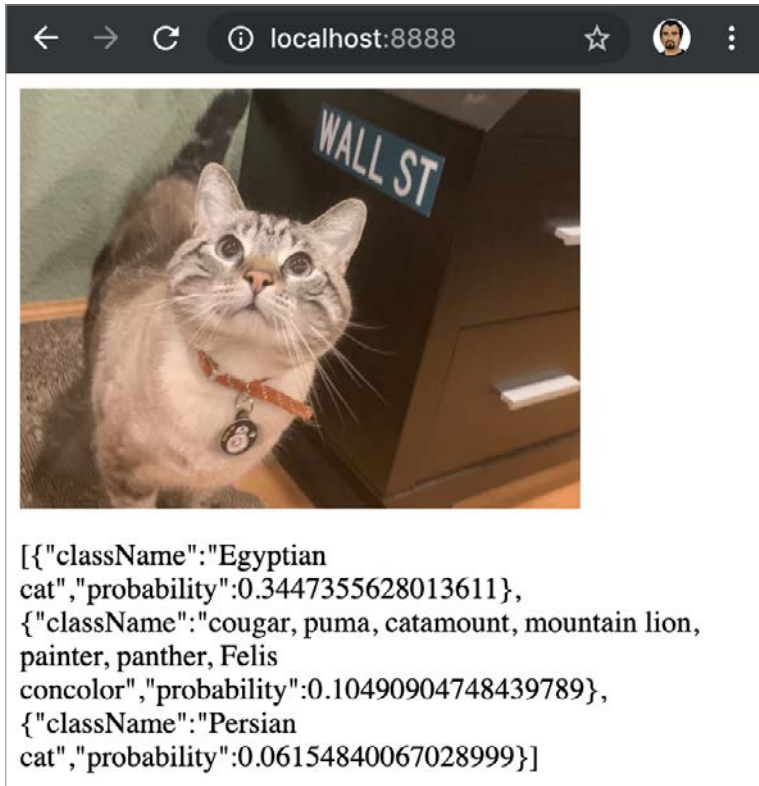 localhost:8888
WALL ST
[{"className":"Egyptian
cat","probability":0.3447355628013611},
{"className":"cougar, puma, catamount, mountain lion,
painter, panther, Felis
concolor","probability":0.10490904748439789},
{"className":"Persian
cat","probability":0.06154840067028999}]